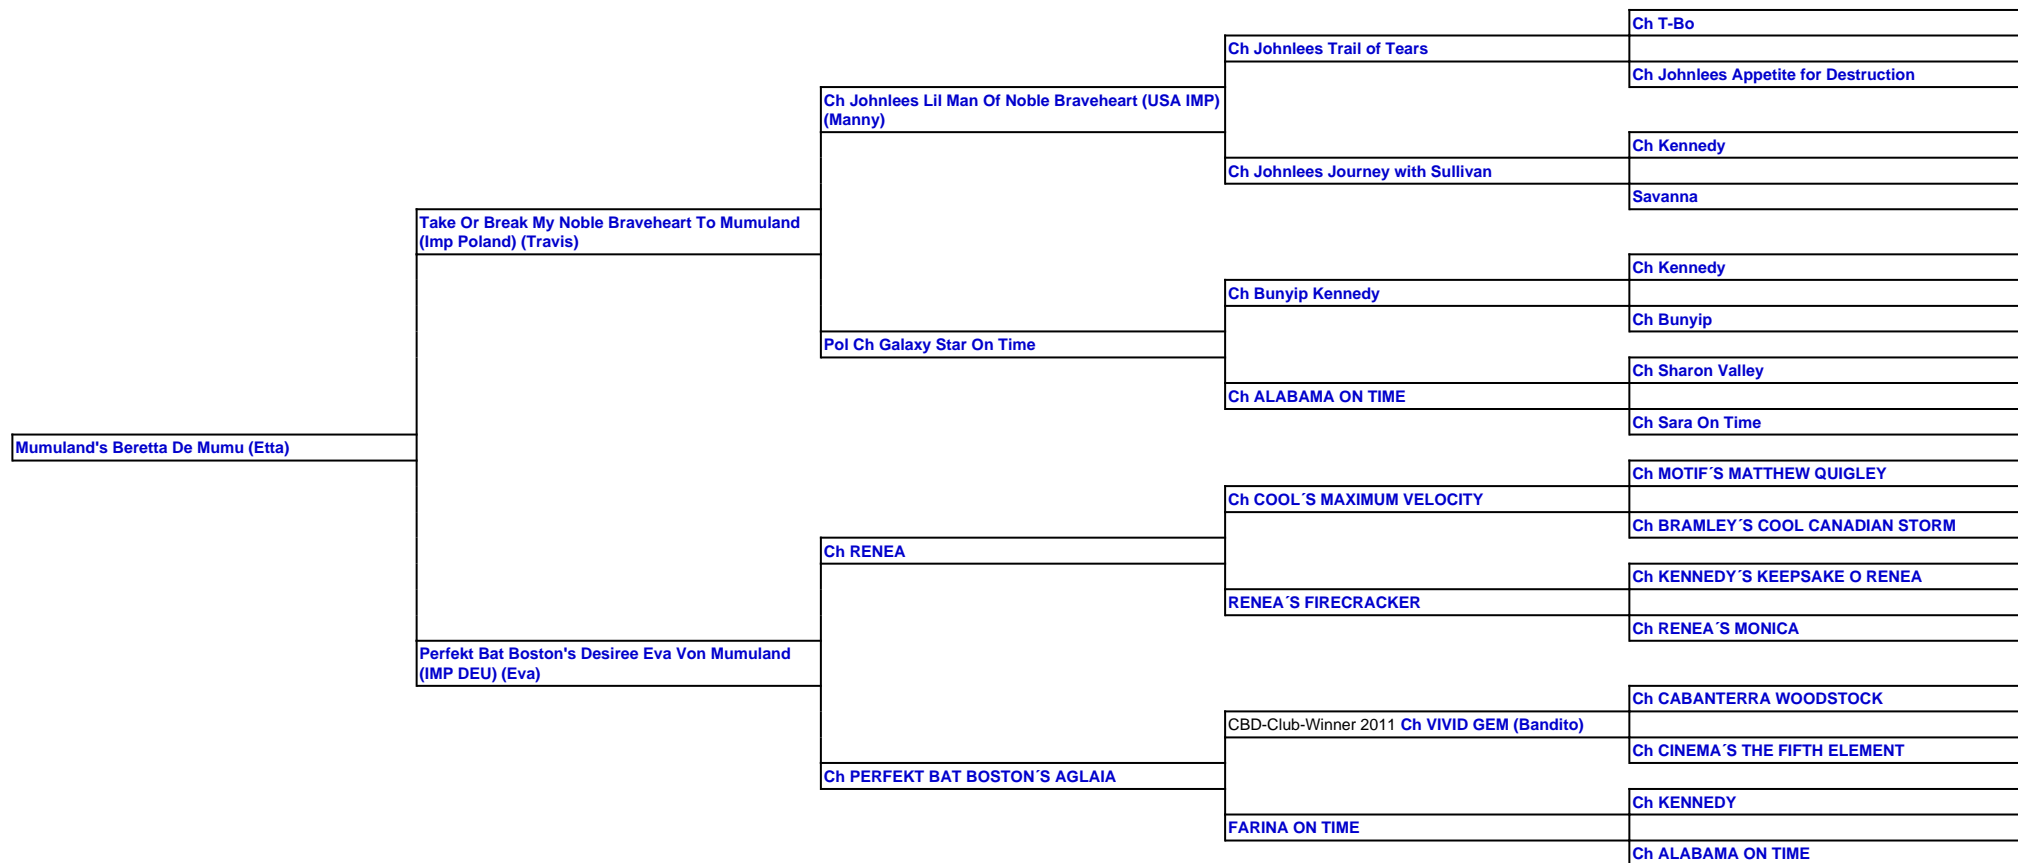 Ch T-Bo
Ch Johnlees Trail of Tears
Ch Johnlees Appetite for Destruction
Ch Johnlees Lil Man Of Noble Braveheart (USA IMP)
(Manny)
Ch Kennedy
Ch Johnlees Journey with Sullivan
Savanna
Take Or Break My Noble Braveheart To Mumuland
(Imp Poland) (Travis)
Ch Kennedy
Ch Bunyip Kennedy
Ch Bunyip
Pol Ch Galaxy Star On Time
Ch Sharon Valley
Ch ALABAMA ON TIME
Ch Sara On Time
Mumuland's Beretta De Mumu (Etta)
Ch MOTIF´S MATTHEW QUIGLEY
Ch COOL´S MAXIMUM VELOCITY
Ch BRAMLEY´S COOL CANADIAN STORM
Ch RENEA
Ch KENNEDY´S KEEPSAKE O RENEA
RENEA´S FIRECRACKER
Ch RENEA´S MONICA
Perfekt Bat Boston's Desiree Eva Von Mumuland
(IMP DEU) (Eva)
Ch CABANTERRA WOODSTOCK
CBD-Club-Winner 2011 Ch VIVID GEM (Bandito)
Ch CINEMA´S THE FIFTH ELEMENT
Ch PERFEKT BAT BOSTON´S AGLAIA
Ch KENNEDY
FARINA ON TIME
Ch ALABAMA ON TIME